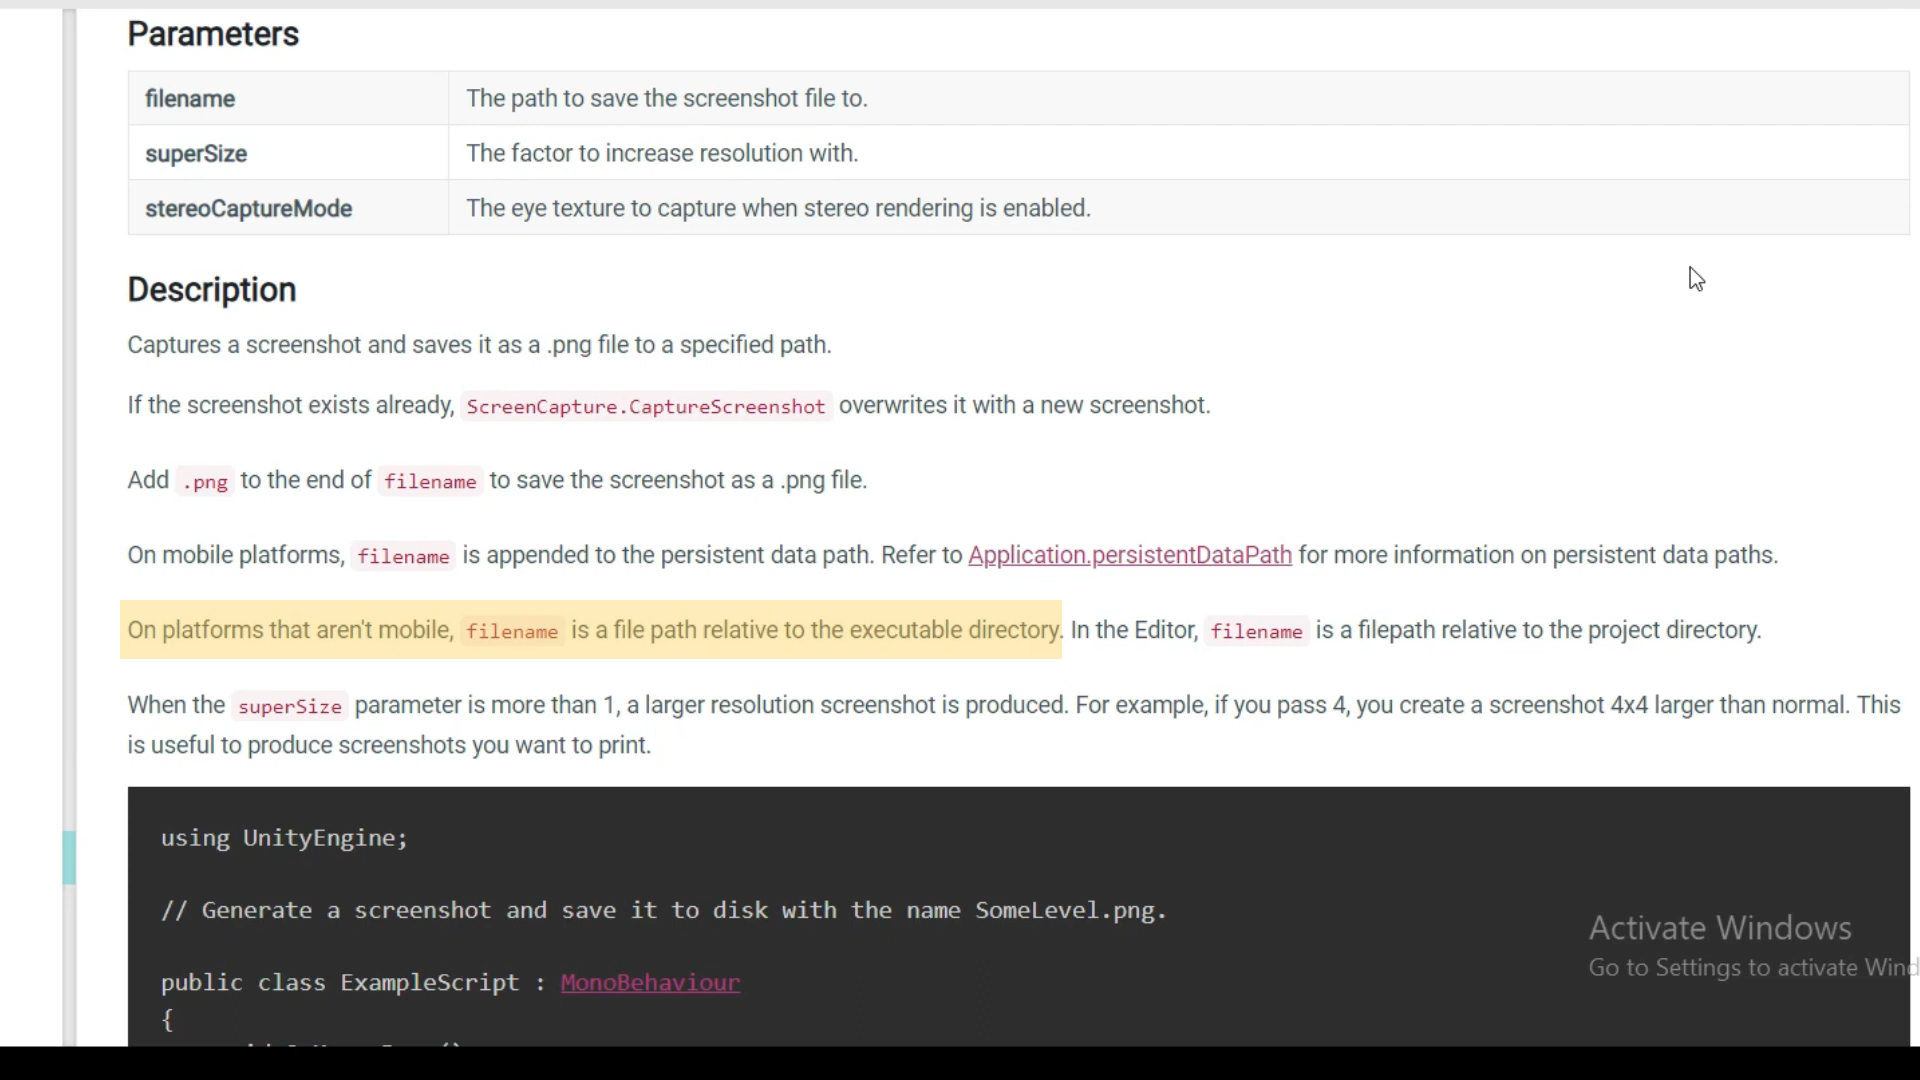 Parameters
filename The path to save the screenshot file to.
superSize The factor to increase resolution with.
stereoCaptureMode The eye texture to capture when stereo rendering is enabled.
Description
Captures a screenshot and saves it as a .png file to a specified path.
If the screenshot exists already, ScreenCapture.CaptureScreenshot overwrites it with a new screenshot.
Add .png to the end of filename to save the screenshot as a .png file.
On mobile platforms, filename is appended to the persistent data path. Refer to Application.persistentDataPath for more information on persistent data paths.
On platforms that aren't mobile, filename is a file path relative to the executable directory. In the Editor, filename is a filepath relative to the project directory.
When the superSize parameter is more than 1, a larger resolution screenshot is produced. For example, if you pass 4, you create a screenshot 4x4 larger than normal. This
is useful to produce screenshots you want to print.
using UnityEngine;
// Generate a screenshot and save it to disk with the name SomeLevel.png.
public class ExampleScript : MonoBehaviour
{
Activate Windows
Go to Settings to activate Wind